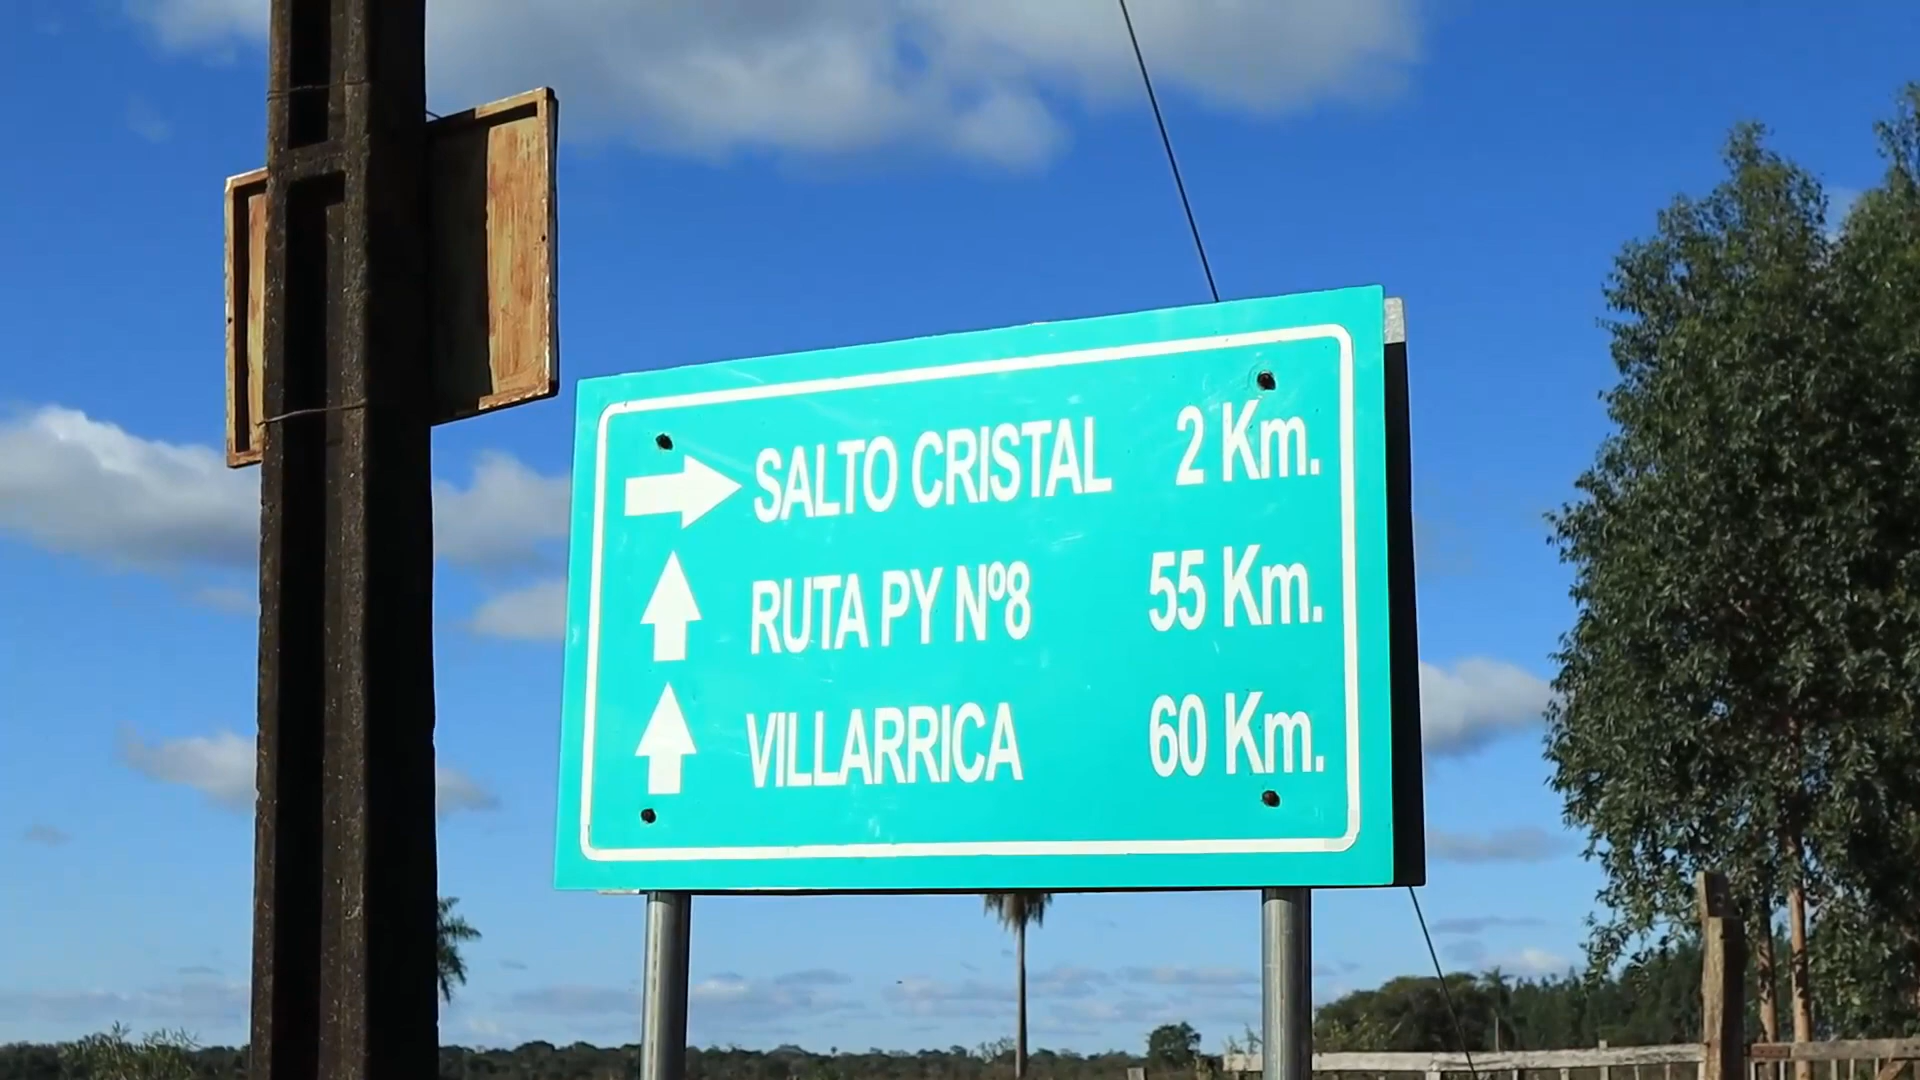 SALTO CRISTAL 2 Km.
RUTA PY Nº8 55 Km.
VILLARRICA 60 Km.